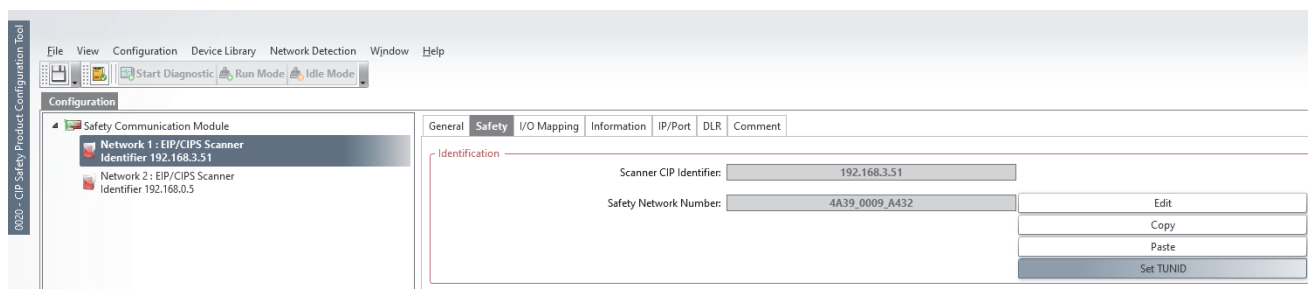 0020 - CIP Safety Product Configuration Tool
File View Configuration Device Library Network Detection Window Help
Start Diagnostic Run Mode Idle Mode
Configuration
Safety Communication Module
Network 1 : EIP/CIPS Scanner
Identifier 192.168.3.51
Network 2 : EIP/CIPS Scanner
Identifier 192.168.0.5
General Safety I/O Mapping Information IP/Port DLR Comment
Identification
Scanner CIP Identifier: 192.168.3.51
Safety Network Number: 4A39_0009_A432 Edit
Copy
Paste
Set TUNID